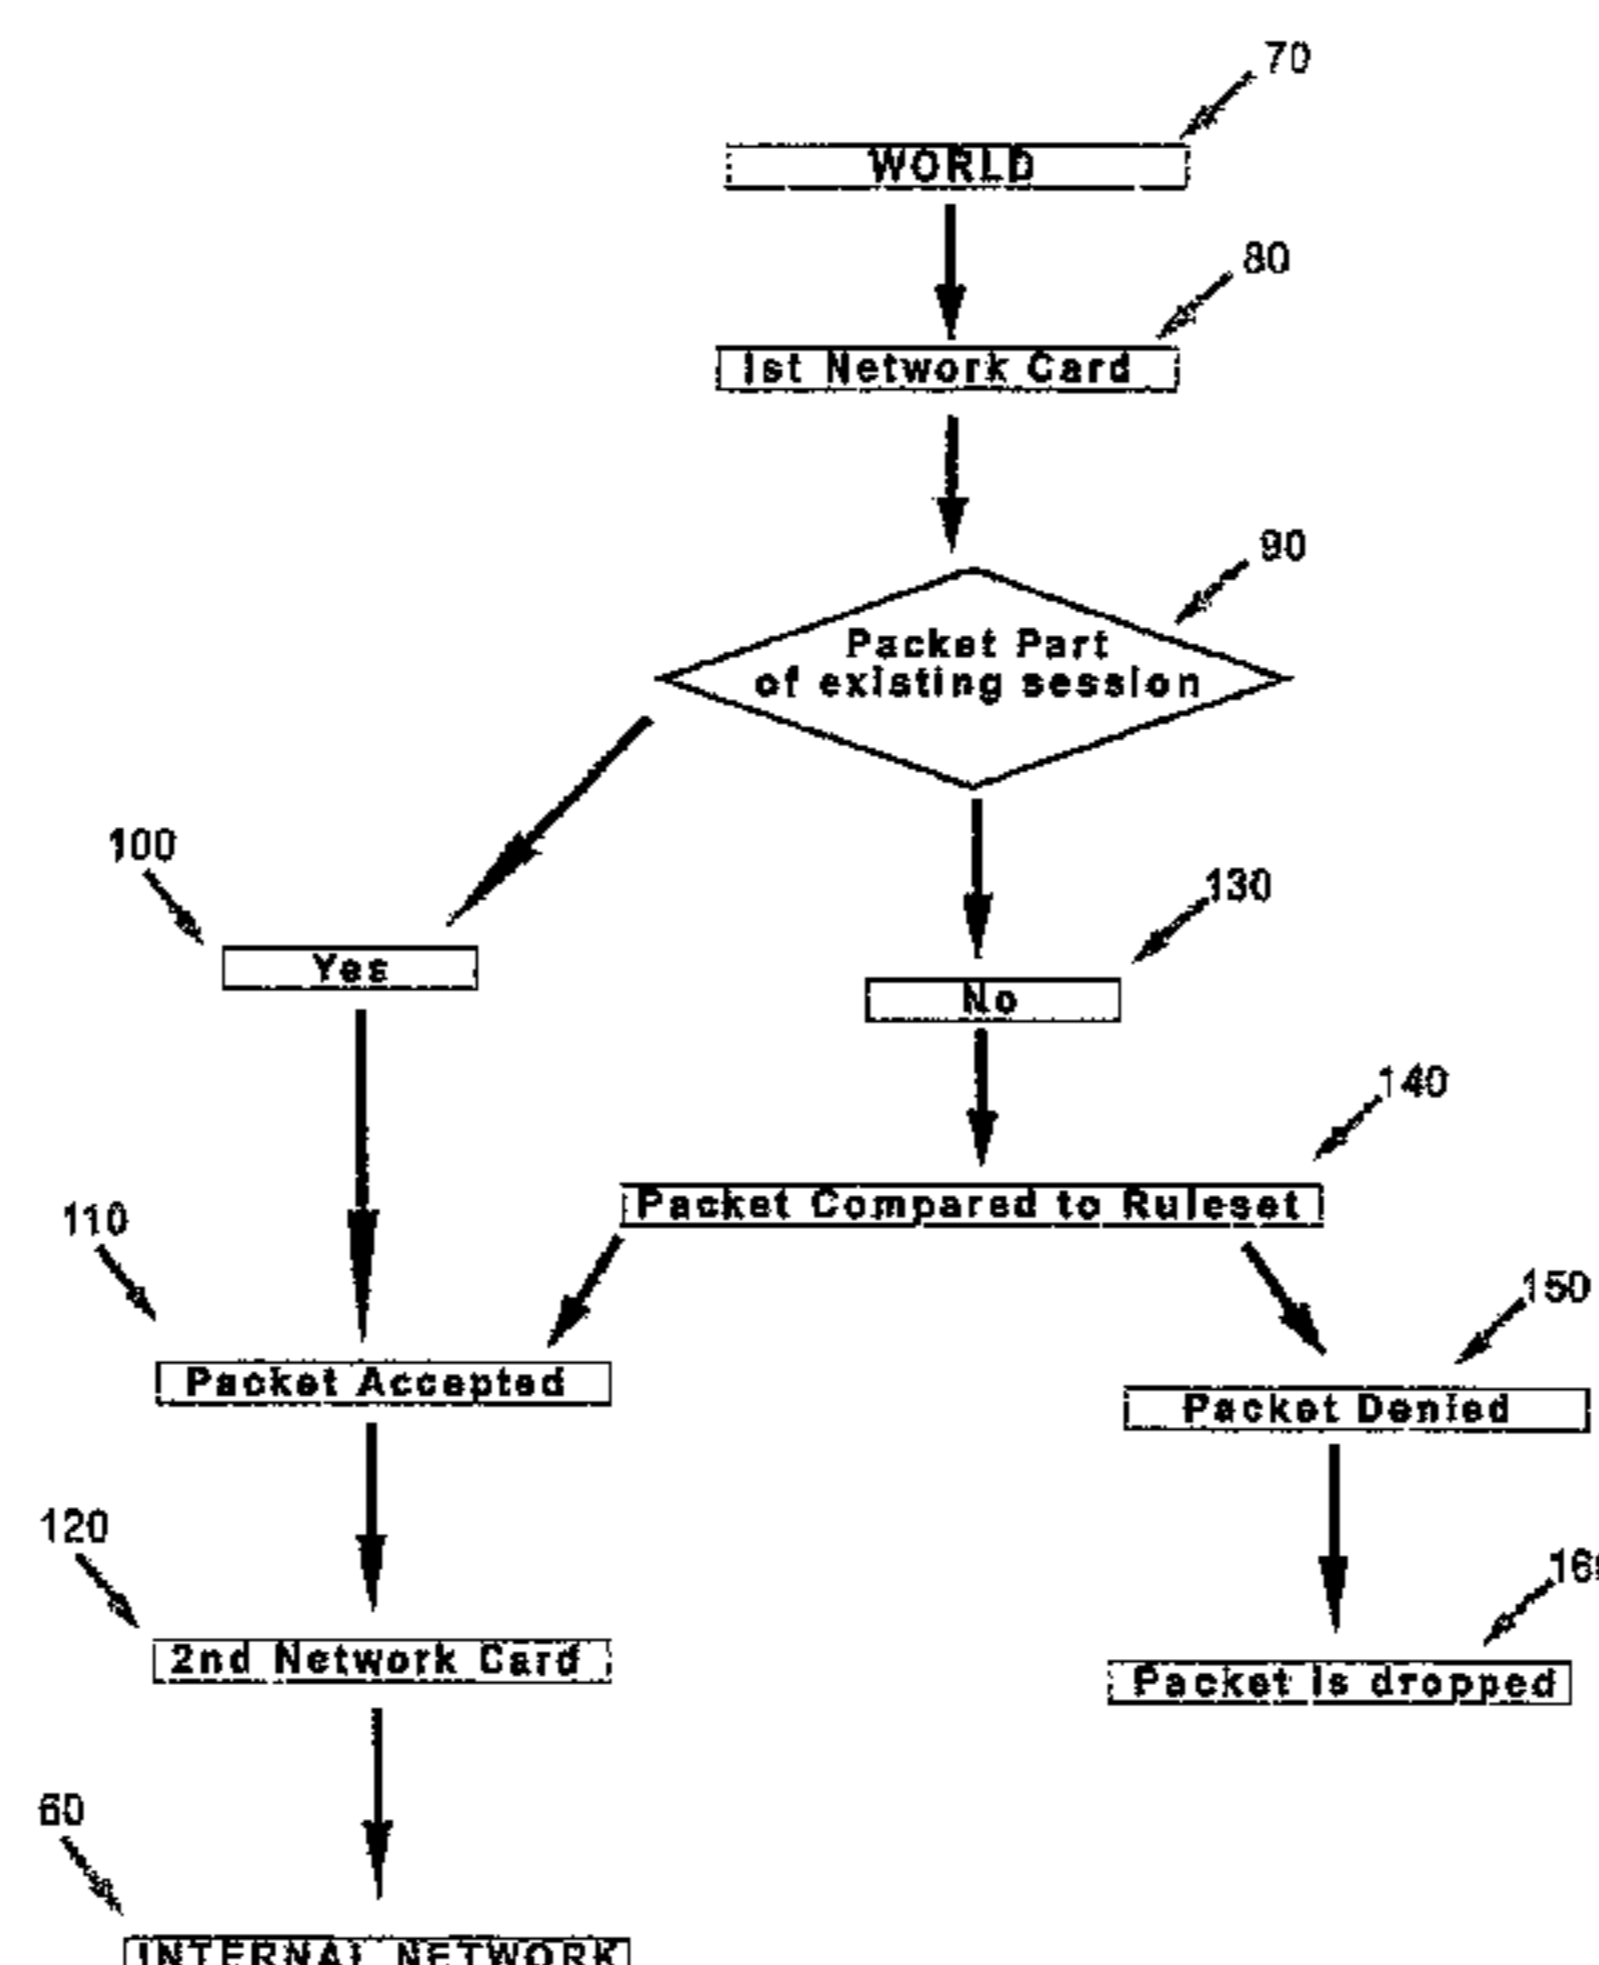 70
WORLD
80
1st Network Card
90
Packet Part
of existing session
100
130
Yes
No
140
110
Packet Compared to Ruleset
150
Packet Accepted
Packet Denied
120
2nd Network Card
Packet is dropped
60
INTERNAL NETWORK